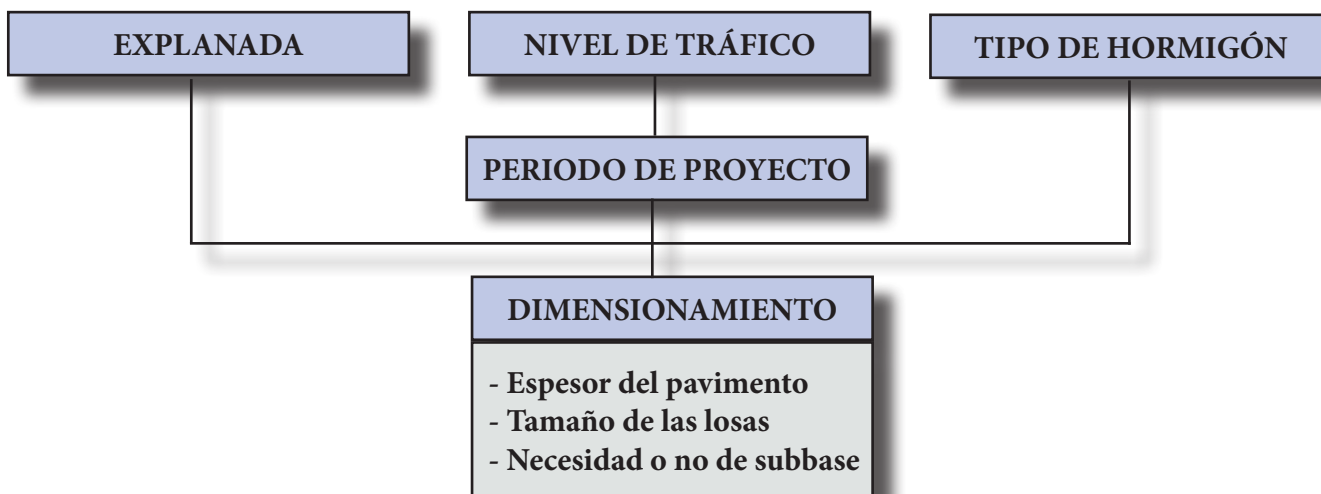 EXPLANADA
NIVEL DE TRÁFICO
TIPO DE HORMIGÓN
PERIODO DE PROYECTO
DIMENSIONAMIENTO
- Espesor del pavimento
- Tamaño de las losas
- Necesidad o no de subbase